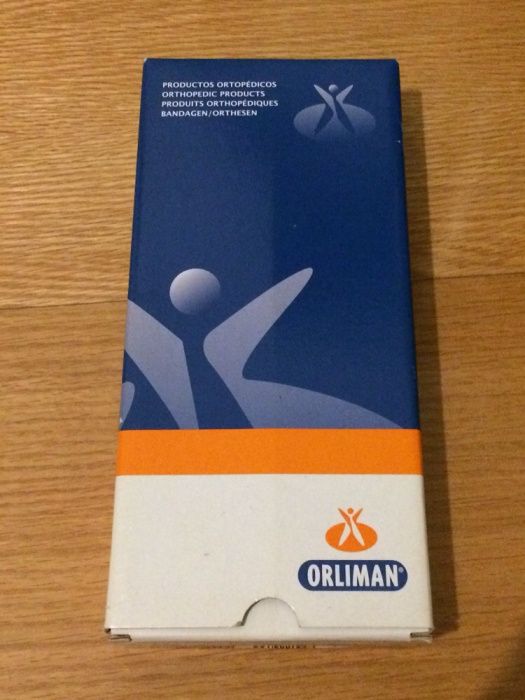 PRODUCTOS ORTOPÉDICOS
ORTHOPEDIC PRODUCTS
PRODUITS ORTHOPÉDIQUES
BANDAGEN/ORTHESEN
ORLIMAN®